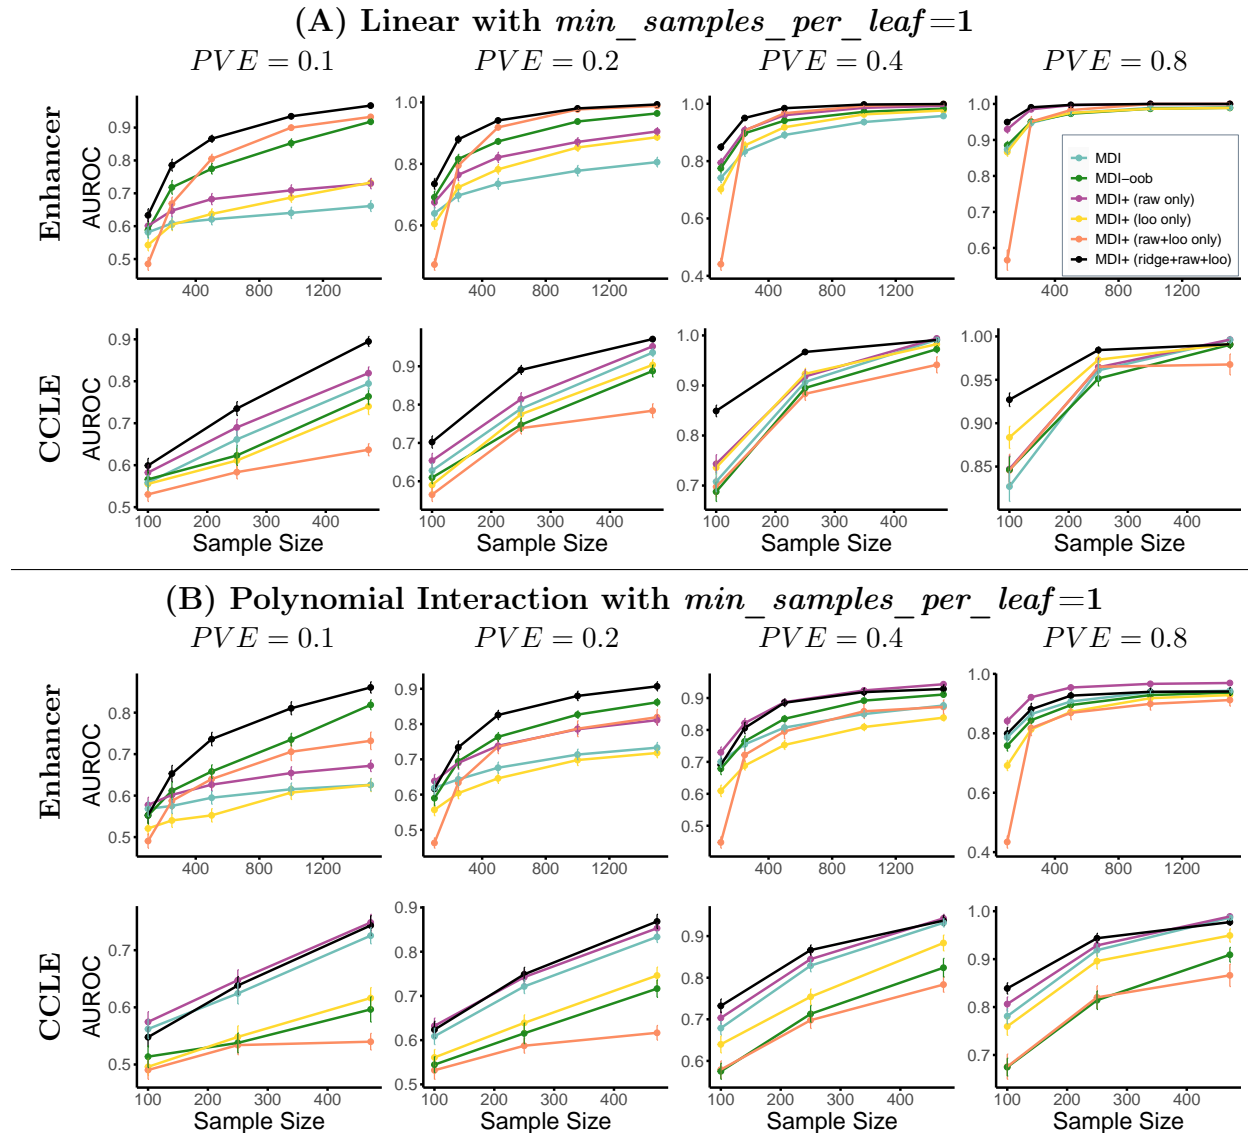 (A) Linear with min_samples_per_leaf=1
PVE = 0.1 PVE = 0.2 PVE = 0.4 PVE = 0.8
Enhancer
AUROC
0.9
0.8
0.7
0.6
0.5
400 800 1200
1.0
0.8
0.6
400 800 1200
1.0
0.8
0.6
0.4
400 800 1200
1.0
0.9
0.8
0.7
0.6
400 800 1200
MDI
MDI-oob
MDI+ (raw only)
MDI+ (loo only)
MDI+ (raw+loo only)
MDI+ (ridge+raw+loo)
CCLE
AUROC
0.9
0.8
0.7
0.6
0.5
100 200 300 400
Sample Size
0.9
0.8
0.7
0.6
100 200 300 400
Sample Size
1.0
0.9
0.8
0.7
100 200 300 400
Sample Size
1.00
0.95
0.90
0.85
100 200 300 400
Sample Size
(B) Polynomial Interaction with min_samples_per_leaf=1
PVE = 0.1 PVE = 0.2 PVE = 0.4 PVE = 0.8
Enhancer
AUROC
0.8
0.7
0.6
0.5
400 800 1200
0.9
0.8
0.7
0.6
0.5
400 800 1200
0.9
0.8
0.7
0.6
0.5
400 800 1200
1.0
0.8
0.6
0.4
400 800 1200
CCLE
AUROC
0.7
0.6
0.5
100 200 300 400
Sample Size
0.9
0.8
0.7
0.6
0.5
100 200 300 400
Sample Size
0.9
0.8
0.7
0.6
100 200 300 400
Sample Size
1.0
0.9
0.8
0.7
100 200 300 400
Sample Size